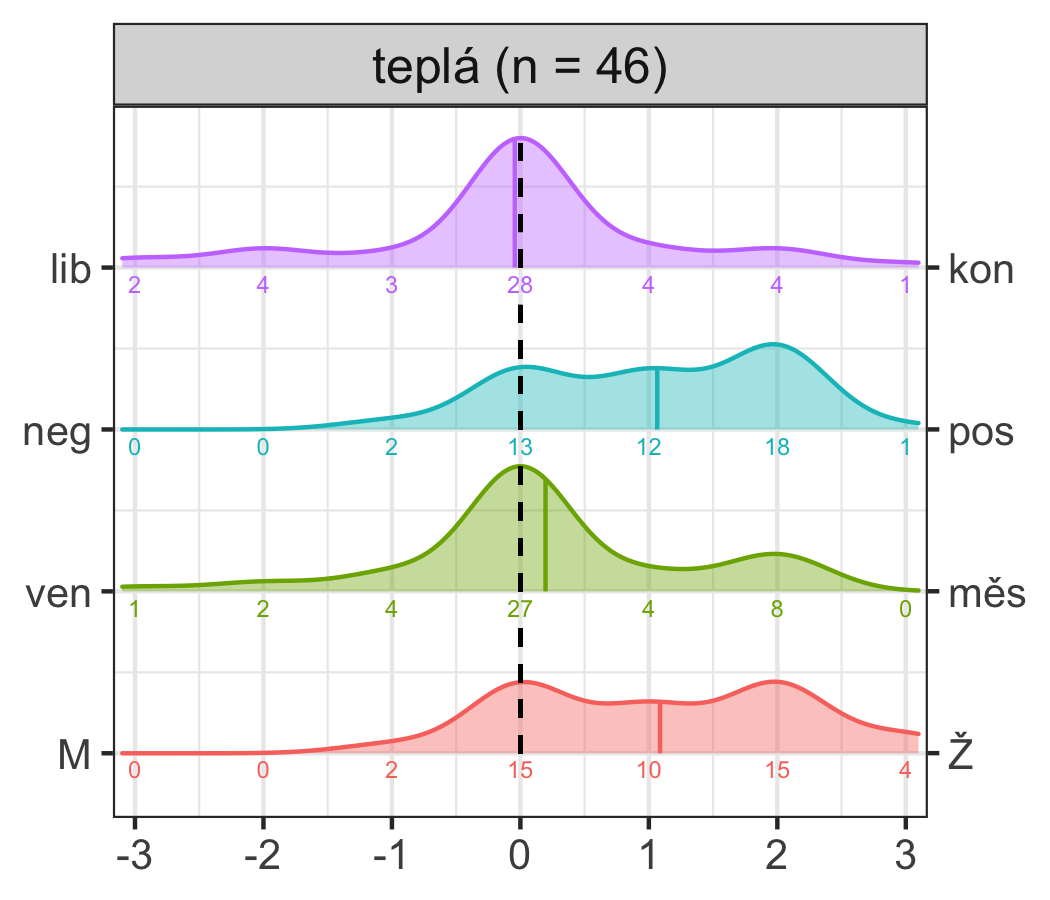 teplá (n = 46)
lib kon
2 4 3 28 4 4 1
neg pos
0 0 2 13 12 18 1
ven měs
1 2 4 27 4 8 0
M Ž
0 0 2 15 10 15 4
-3 -2 -1 0 1 2 3